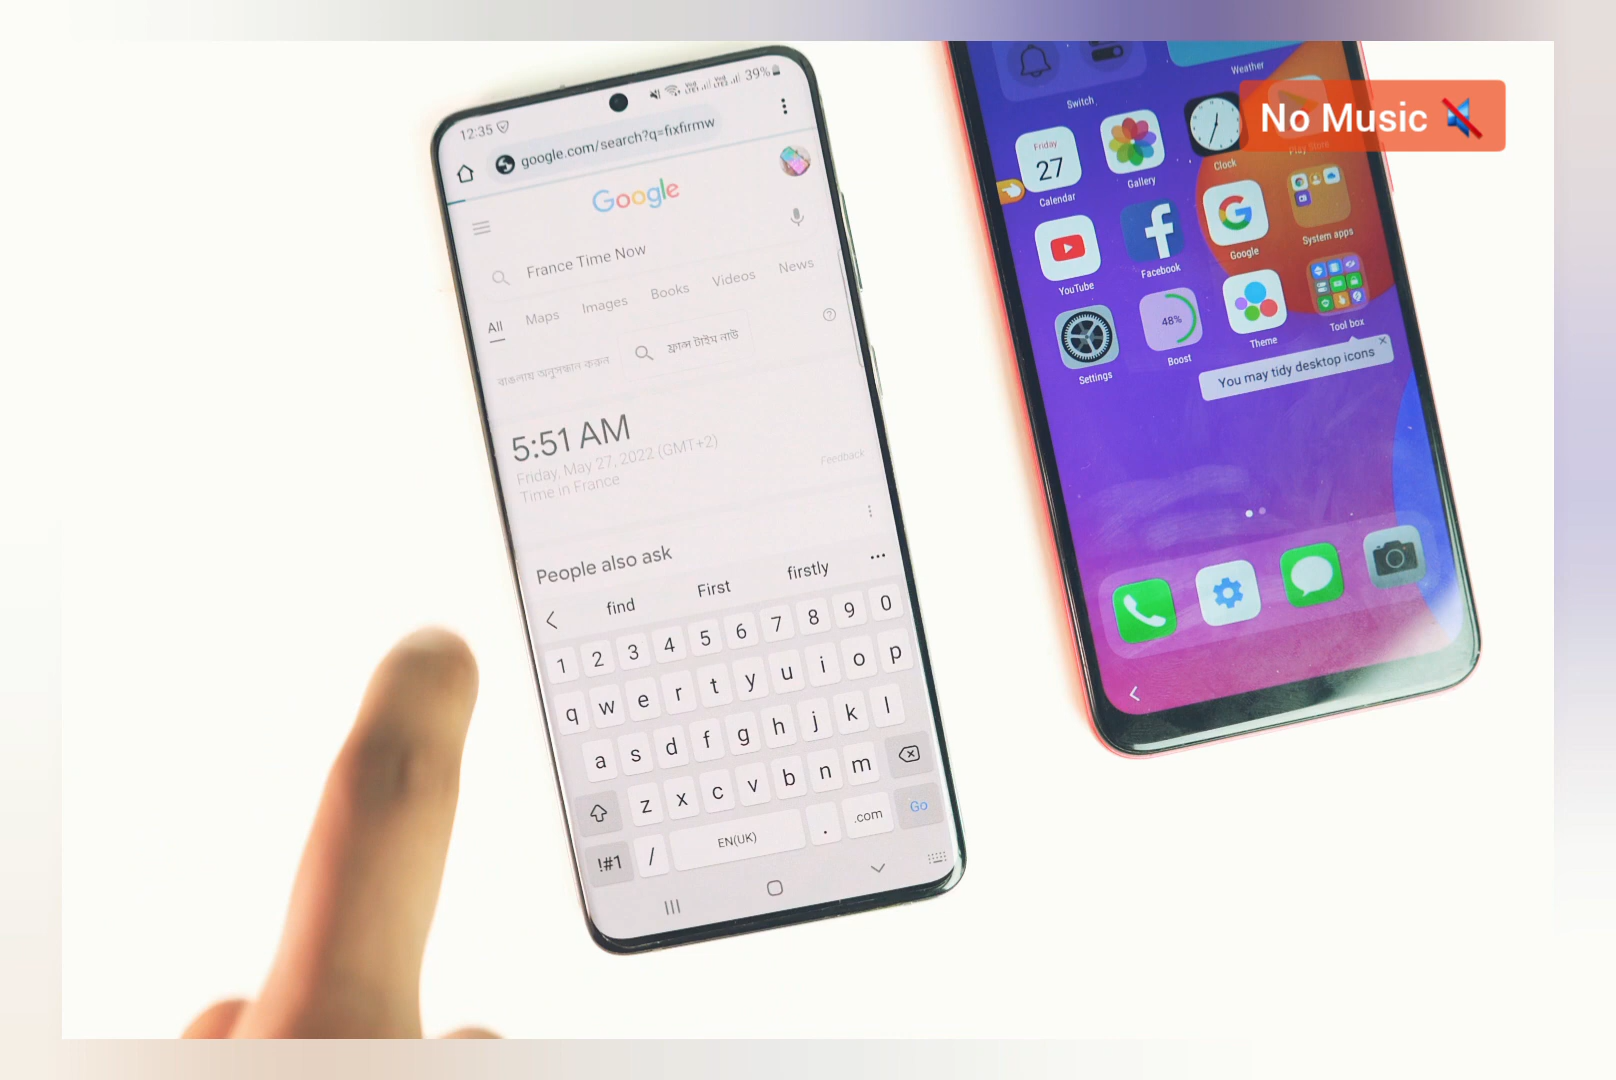 12:35
39%
google.com/search?q=fixfirmw
Google
France Time Now
All Maps Images Books Videos News
বাংলায় অনুসন্ধান করুন
ফ্রান্স টাইম নাউ
5:51 AM
Friday, May 27, 2022 (GMT+2)
Time in France
Feedback
People also ask
find First firstly
1 2 3 4 5 6 7 8 9 0
q w e r t y u i o p
a s d f g h j k l
z x c v b n m
!#1 / EN(UK) . .com Go
Switch
Weather
No Music
Friday
27
Calendar
Gallery
Clock
Play Store
YouTube
Facebook
Google
System apps
48%
Settings
Boost
Theme
Tool box
You may tidy desktop icons